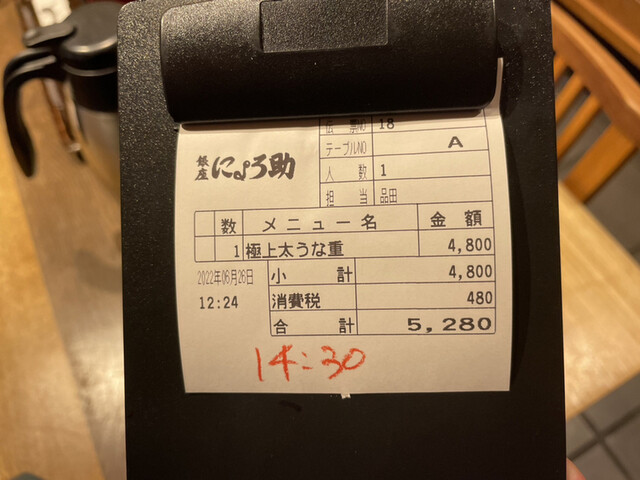 伝票NO 18
テーブルNO A
銀座 にょろ助
人数 1
担当 品田
数 メニュー名 金額
1 極上太うな重 4,800
2022年06月26日 小計 4,800
12:24 消費税 480
合計 5,280
14:30